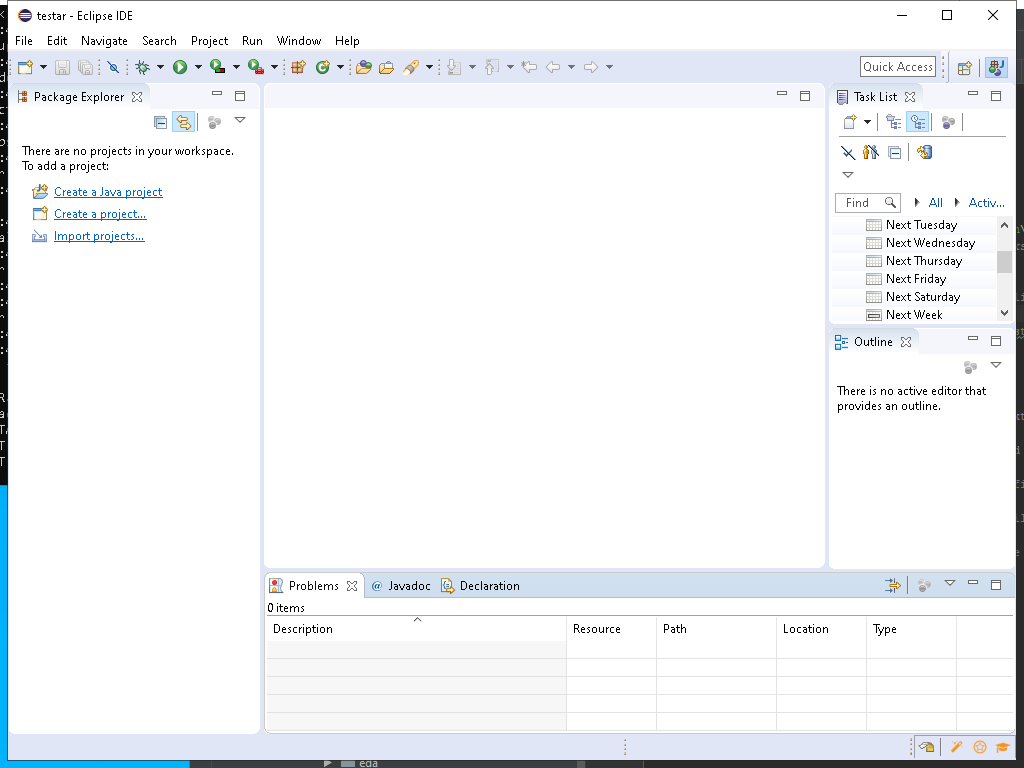 testar - Eclipse IDE
File Edit Navigate Search Project Run Window Help
Quick Access
Package Explorer
There are no projects in your workspace.
To add a project:
Create a Java project
Create a project...
Import projects...
Task List
Find All Activ...
Next Tuesday
Next Wednesday
Next Thursday
Next Friday
Next Saturday
Next Week
Outline
There is no active editor that
provides an outline.
Problems @ Javadoc Declaration
0 items
Description Resource Path Location Type
eda